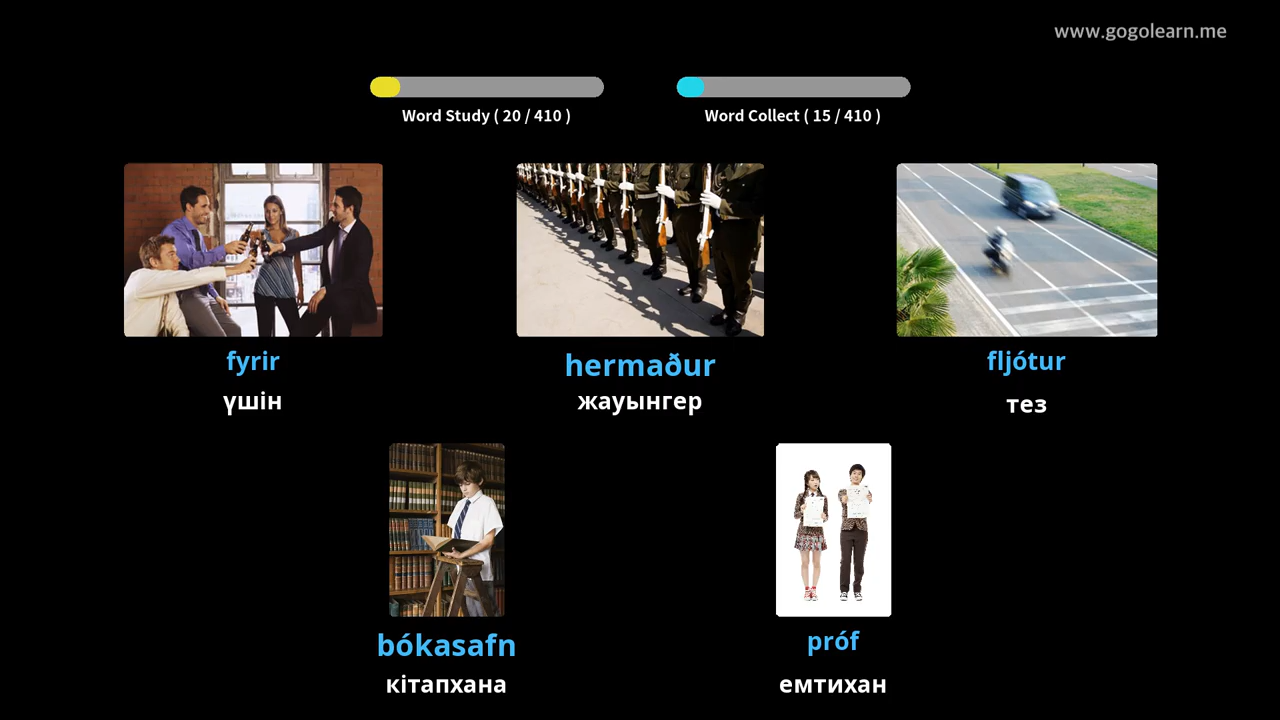 www.gogolearn.me
Word Study ( 20 / 410 )
Word Collect ( 15 / 410 )
fyrir
үшін
hermaður
жауынгер
fljótur
тез
bókasafn
кітапхана
próf
емтихан